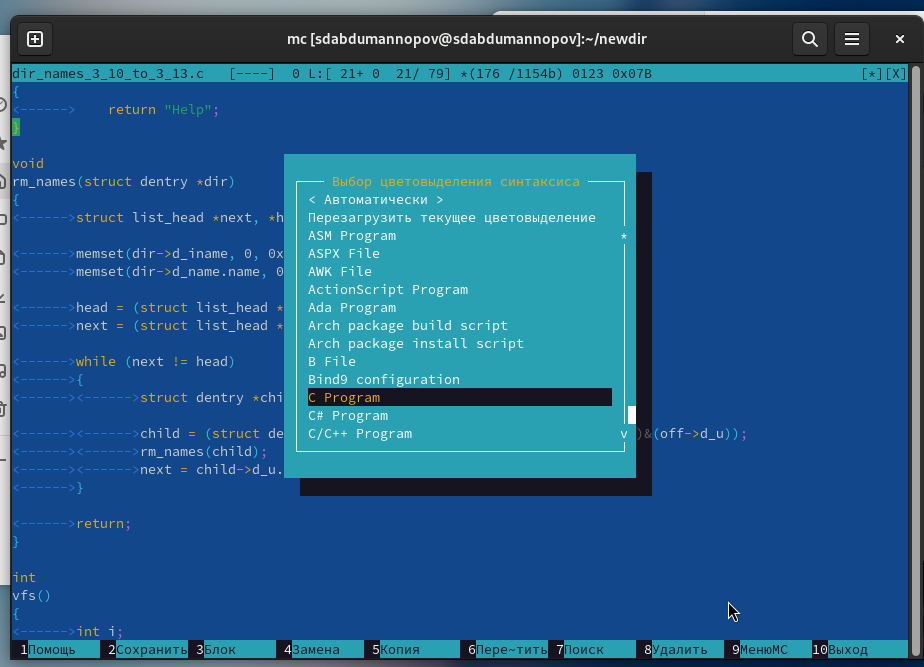 mc [sdabdumannopov@sdabdumannopov]:~/newdir
dir_names_3_10_to_3_13.c [----] 0 L:[ 21+ 0 21/ 79] *(176 /1154b) 0123 0x07B [*][X]
{
<------> return "Help";
}
void
rm_names(struct dentry *dir)
{
<------>struct list_head *next, *h
<------>memset(dir->d_iname, 0, 0x
<------>memset(dir->d_name.name, 0
<------>head = (struct list_head *
<------>next = (struct list_head *
<------>while (next != head)
<------>{
<------><------>struct dentry *chi
<------><------>child = (struct de )&(off->d_u));
<------><------>rm_names(child);
<------><------>next = child->d_u.
<------>}
<------>return;
}
int
vfs()
{
<------>int i;
Выбор цветовыделения синтаксиса
< Автоматически >
Перезагрузить текущее цветовыделение
ASM Program *
ASPX File
AWK File
ActionScript Program
Ada Program
Arch package build script
Arch package install script
B File
Bind9 configuration
C Program
C# Program
C/C++ Program v
1Помощь 2Сохранить 3Блок 4Замена 5Копия 6Пере~тить 7Поиск 8Удалить 9МенюMC 10Выход